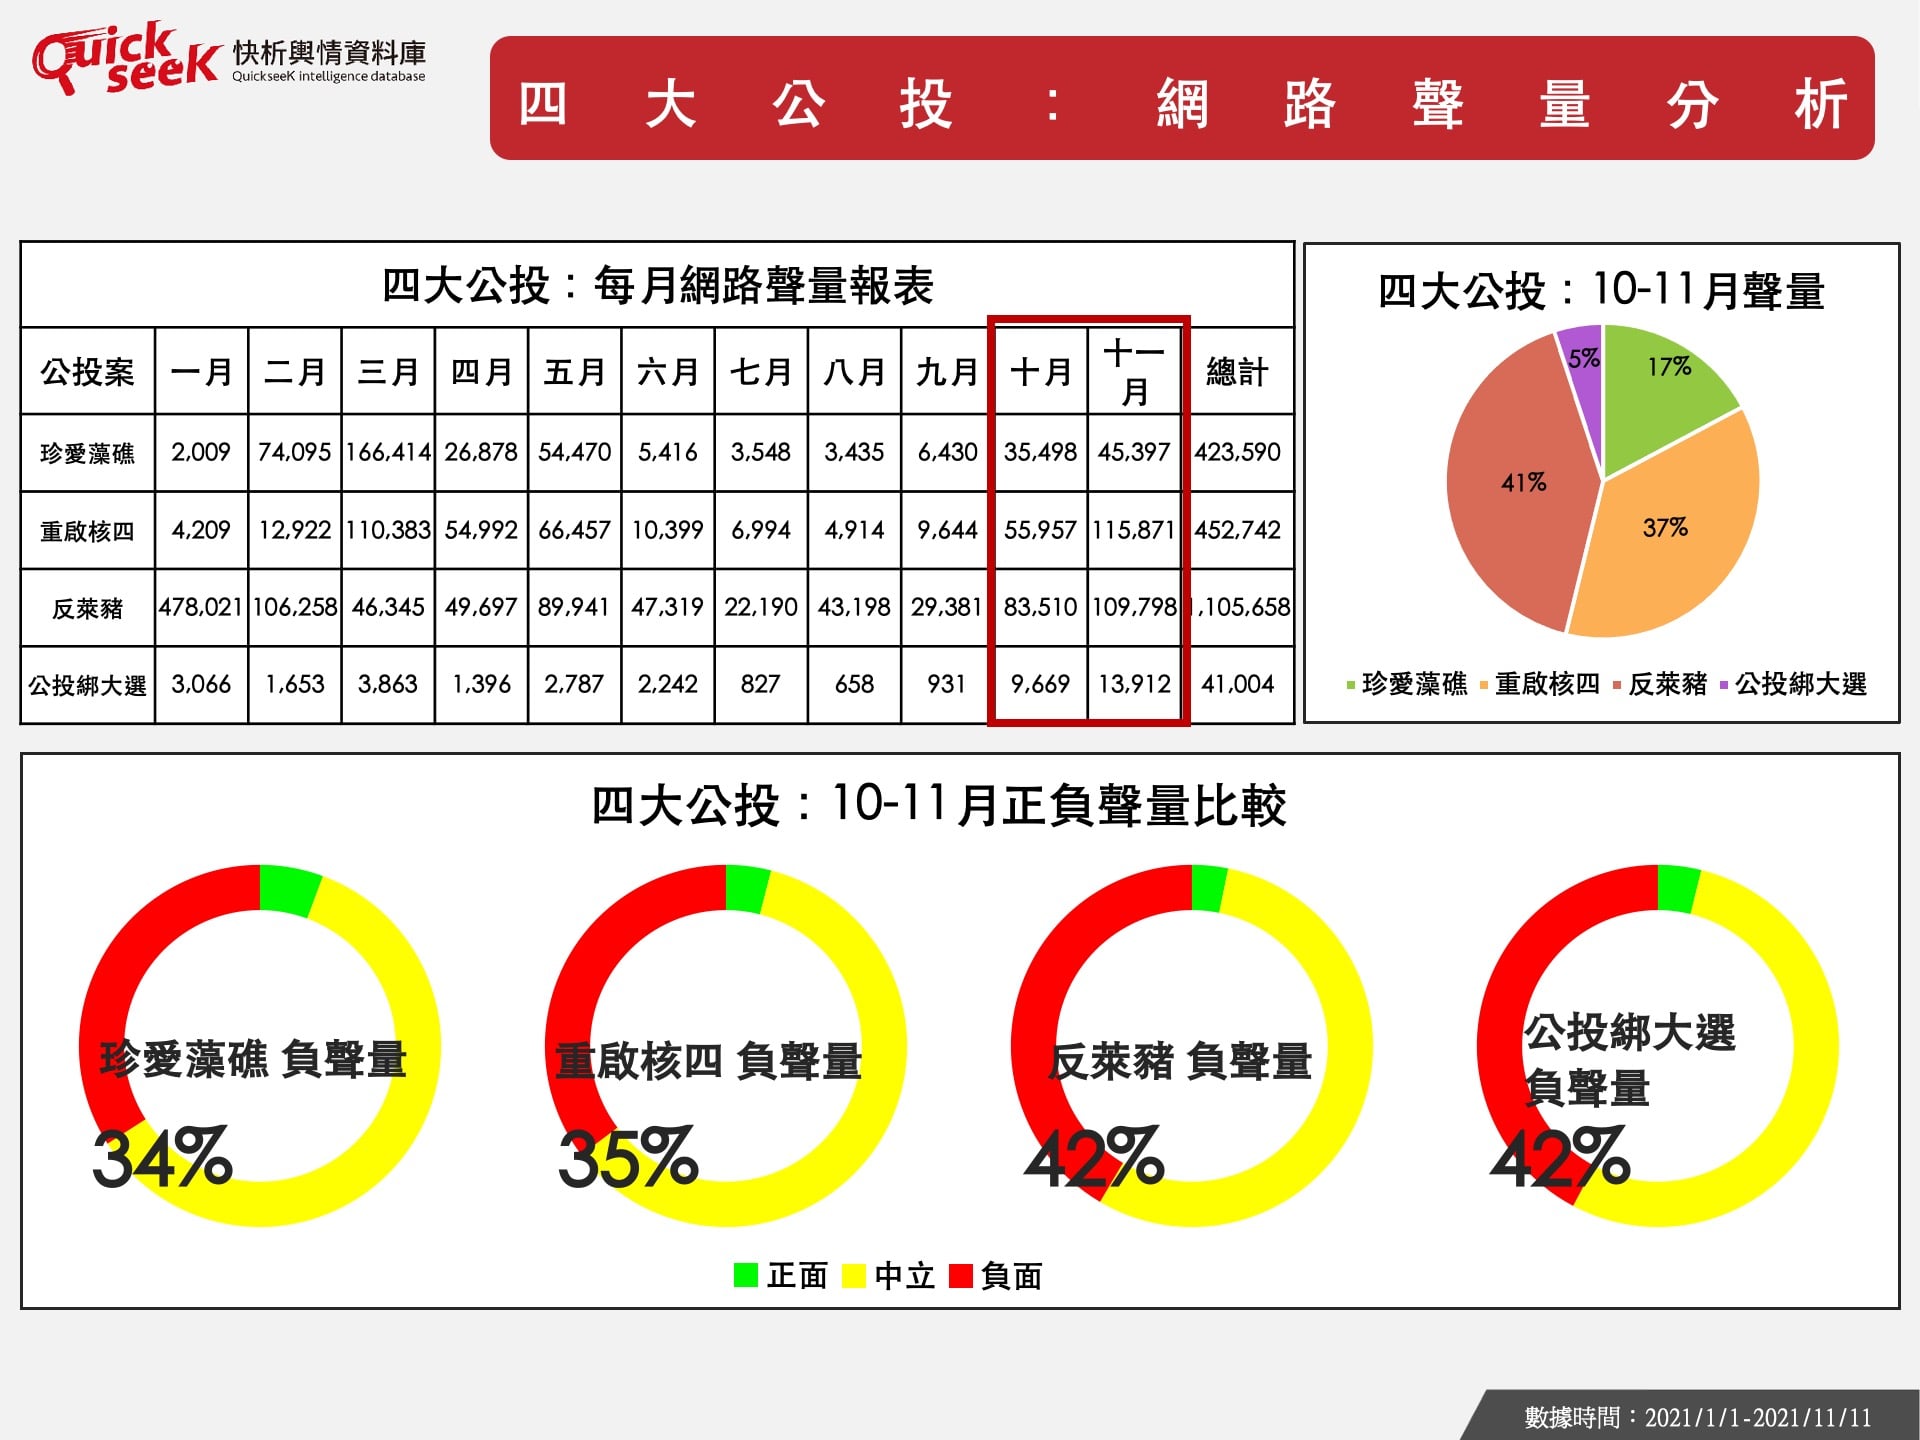 Quick seeK 快析輿情資料庫
QuickseeK intelligence database
四大公投：網路聲量分析
四大公投：每月網路聲量報表
公投案 一月 二月 三月 四月 五月 六月 七月 八月 九月 十月 十一月 總計
珍愛藻礁 2,009 74,095 166,414 26,878 54,470 5,416 3,548 3,435 6,430 35,498 45,397 423,590
重啟核四 4,209 12,922 110,383 54,992 66,457 10,399 6,994 4,914 9,644 55,957 115,871 452,742
反萊豬 478,021 106,258 46,345 49,697 89,941 47,319 22,190 43,198 29,381 83,510 109,798 1,105,658
公投綁大選 3,066 1,653 3,863 1,396 2,787 2,242 827 658 931 9,669 13,912 41,004
四大公投：10-11月聲量
5% 17%
41%
37%
珍愛藻礁 重啟核四 反萊豬 公投綁大選
四大公投：10-11月正負聲量比較
珍愛藻礁 負聲量
34%
重啟核四 負聲量
35%
反萊豬 負聲量
42%
公投綁大選
負聲量
42%
正面 中立 負面
數據時間：2021/1/1-2021/11/11